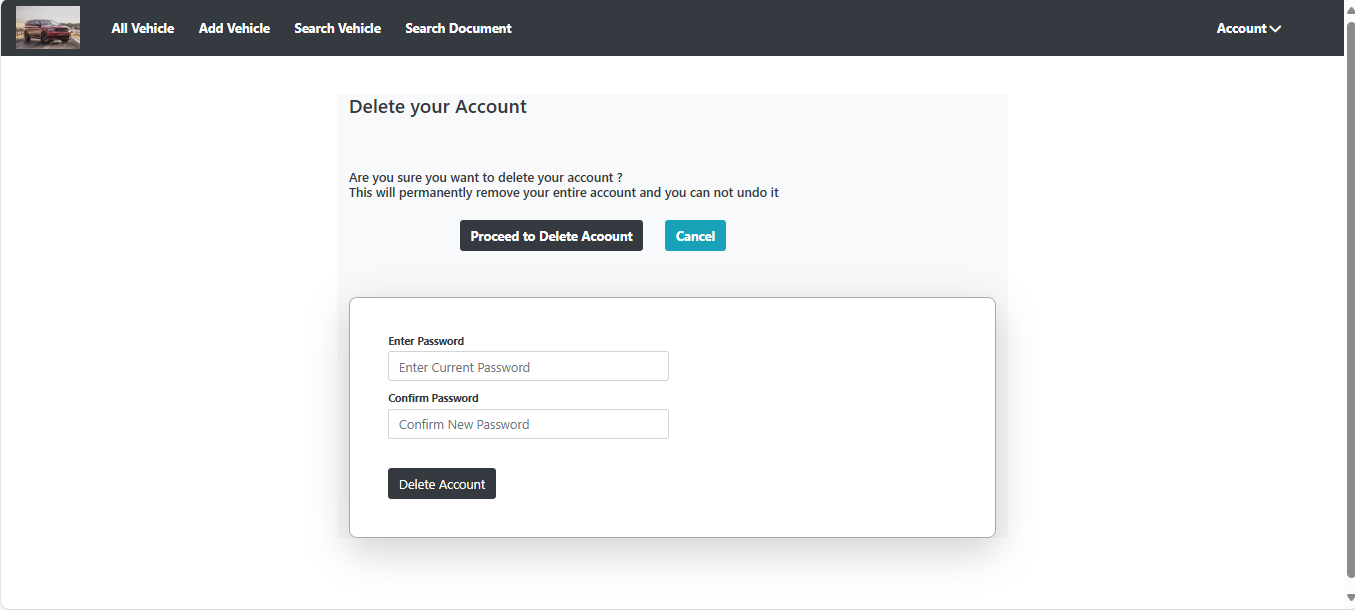 All Vehicle Add Vehicle Search Vehicle Search Document Account
Delete your Account
Are you sure you want to delete your account ?
This will permanently remove your entire account and you can not undo it
Proceed to Delete Acoount Cancel
Enter Password
Enter Current Password
Confirm Password
Confirm New Password
Delete Account